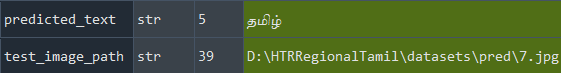 predicted_text str 5 தமிழ்
test_image_path str 39 D:\HTRRegionalTamil\datasets\pred\7.jpg